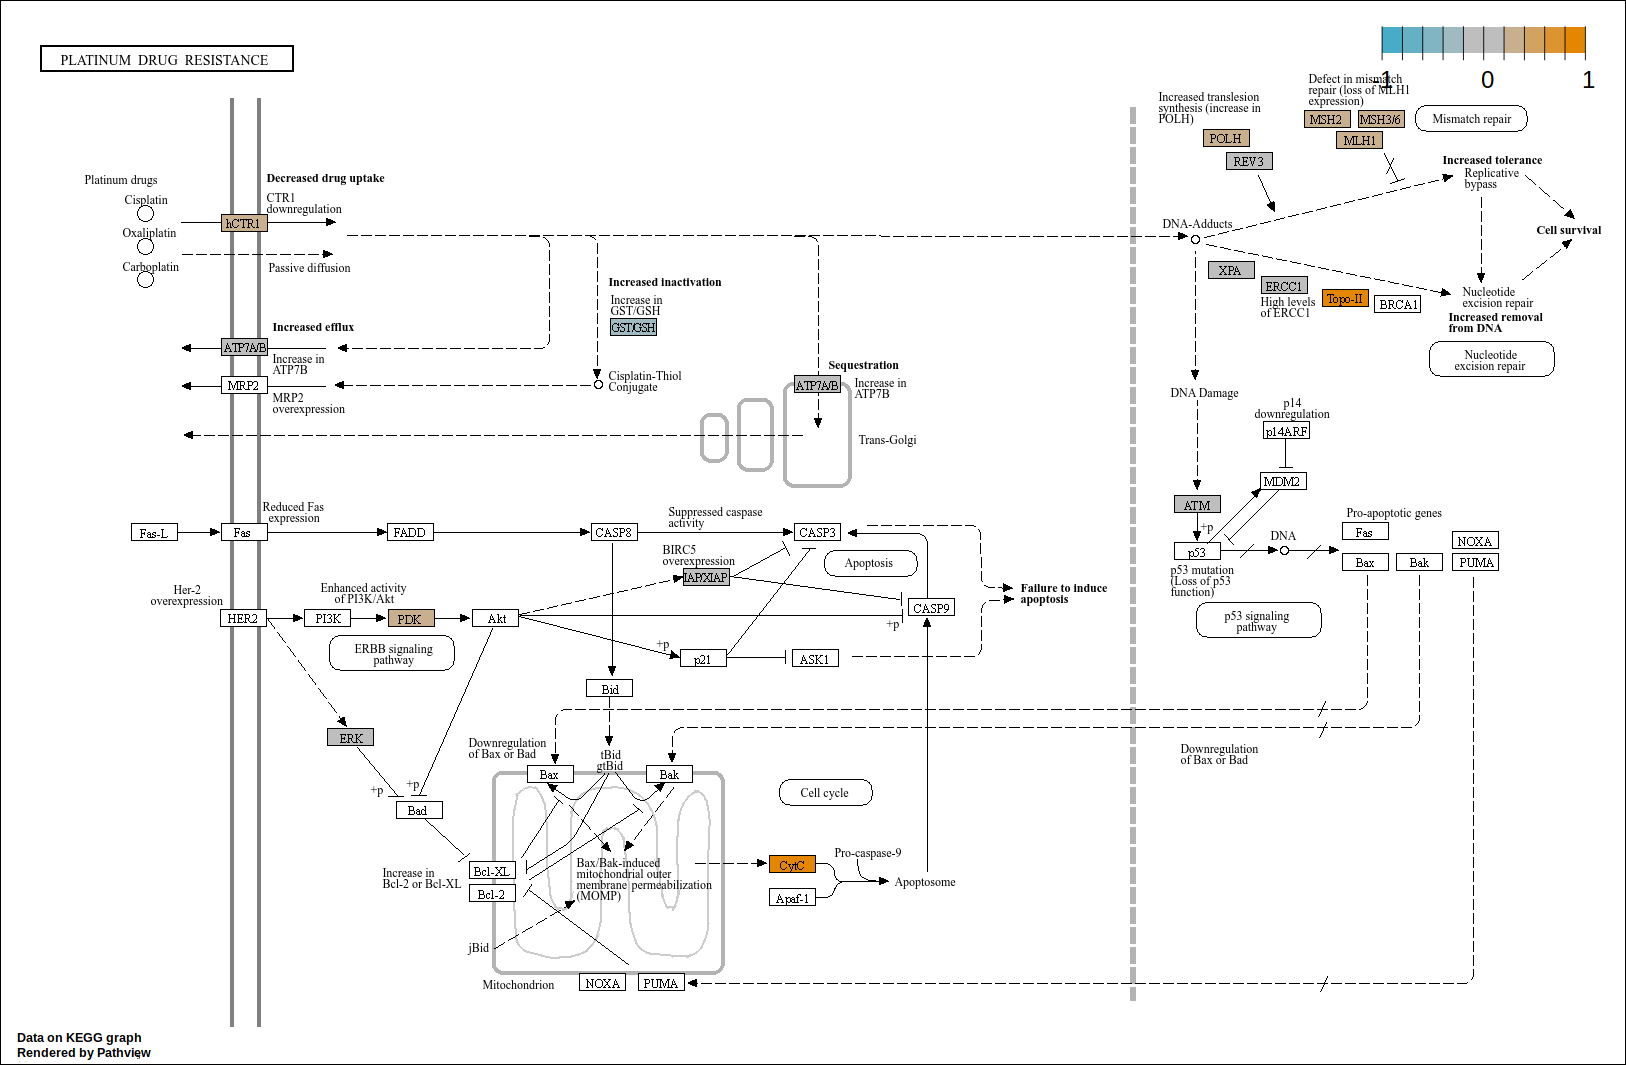 PLATINUM DRUG RESISTANCE
-1 0 1
Platinum drugs
Cisplatin
Oxaliplatin
Carboplatin
Decreased drug uptake
CTR1
downregulation
hCTR1
Passive diffusion
Increased inactivation
Increase in
GST/GSH
GST/GSH
Increased efflux
ATP7A/B
Increase in
ATP7B
MRP2
MRP2
overexpression
Cisplatin-Thiol
Conjugate
Sequestration
ATP7A/B
Increase in
ATP7B
Trans-Golgi
Increased translesion
synthesis (increase in
POLH)
POLH
REV3
Defect in mismatch
repair (loss of MLH1
expression)
MSH2
MSH3/6
MLH1
Mismatch repair
Increased tolerance
Replicative
bypass
Cell survival
DNA-Adducts
XPA
ERCC1
High levels
of ERCC1
Topo-II
BRCA1
Nucleotide
excision repair
Increased removal
from DNA
Nucleotide
excision repair
DNA Damage
p14
downregulation
p14ARF
MDM2
ATM
+p
p53
p53 mutation
(Loss of p53
function)
DNA
Pro-apoptotic genes
Fas
Bax
Bak
NOXA
PUMA
p53 signaling
pathway
Downregulation
of Bax or Bad
Fas-L
Fas
Reduced Fas
expression
FADD
CASP8
Suppressed caspase
activity
CASP3
BIRC5
overexpression
IAP/XIAP
Apoptosis
Failure to induce
apoptosis
Her-2
overexpression
HER2
Enhanced activity
of PI3K/Akt
PI3K
PDK
Akt
CASP9
+p
+p
p21
ASK1
ERBB signaling
pathway
Bid
ERK
+p
+p
Bad
Downregulation
of Bax or Bad
tBid
gtBid
Bax
Bak
Cell cycle
Increase in
Bcl-2 or Bcl-XL
Bcl-XL
Bcl-2
Bax/Bak-induced
mitochondrial outer
membrane permeabilization
(MOMP)
CytC
Pro-caspase-9
Apaf-1
Apoptosome
jBid
Mitochondrion
NOXA
PUMA
Data on KEGG graph
Rendered by Pathview